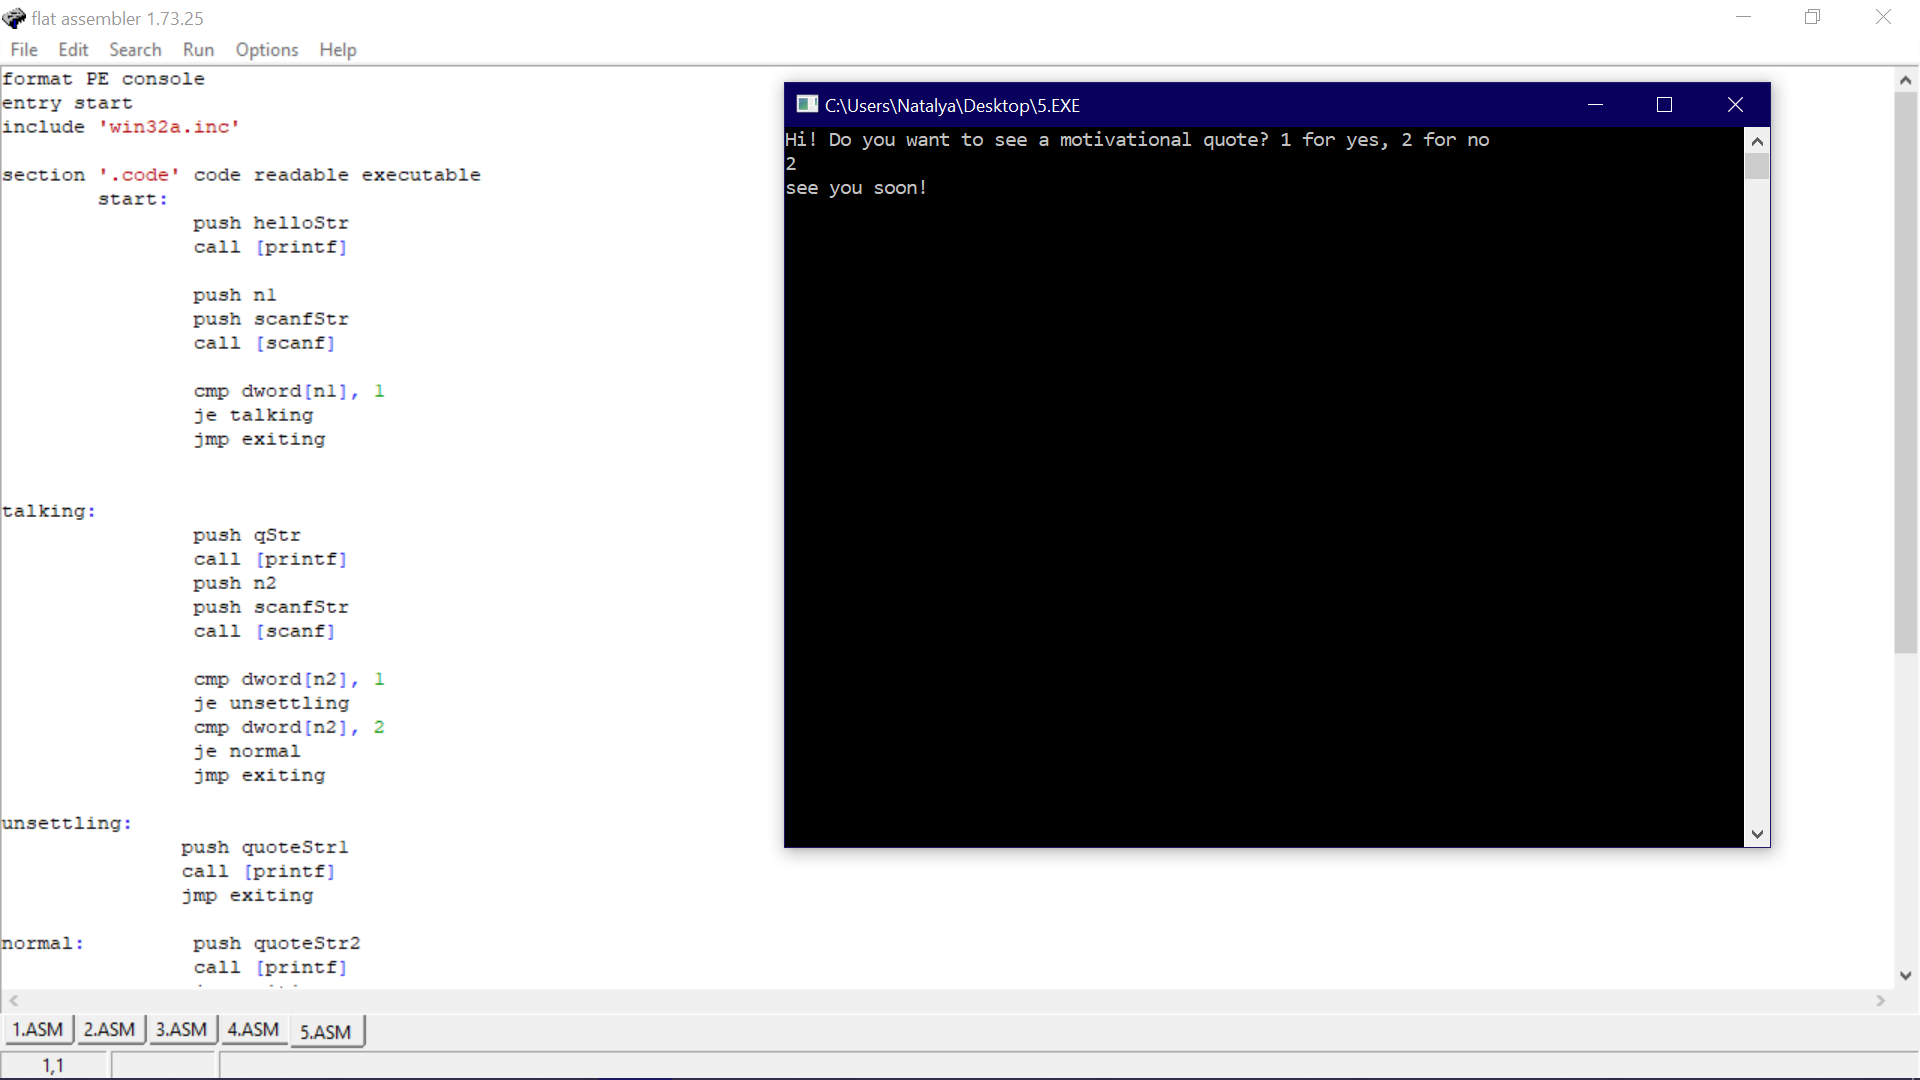 flat assembler 1.73.25
File Edit Search Run Options Help
format PE console
entry start
include 'win32a.inc'
section '.code' code readable executable
start:
push helloStr
call [printf]
push n1
push scanfStr
call [scanf]
cmp dword[n1], 1
je talking
jmp exiting
talking:
push qStr
call [printf]
push n2
push scanfStr
call [scanf]
cmp dword[n2], 1
je unsettling
cmp dword[n2], 2
je normal
jmp exiting
unsettling:
push quoteStr1
call [printf]
jmp exiting
normal: push quoteStr2
call [printf]
C:\Users\Natalya\Desktop\5.EXE
Hi! Do you want to see a motivational quote? 1 for yes, 2 for no
2
see you soon!
1.ASM 2.ASM 3.ASM 4.ASM 5.ASM
1,1